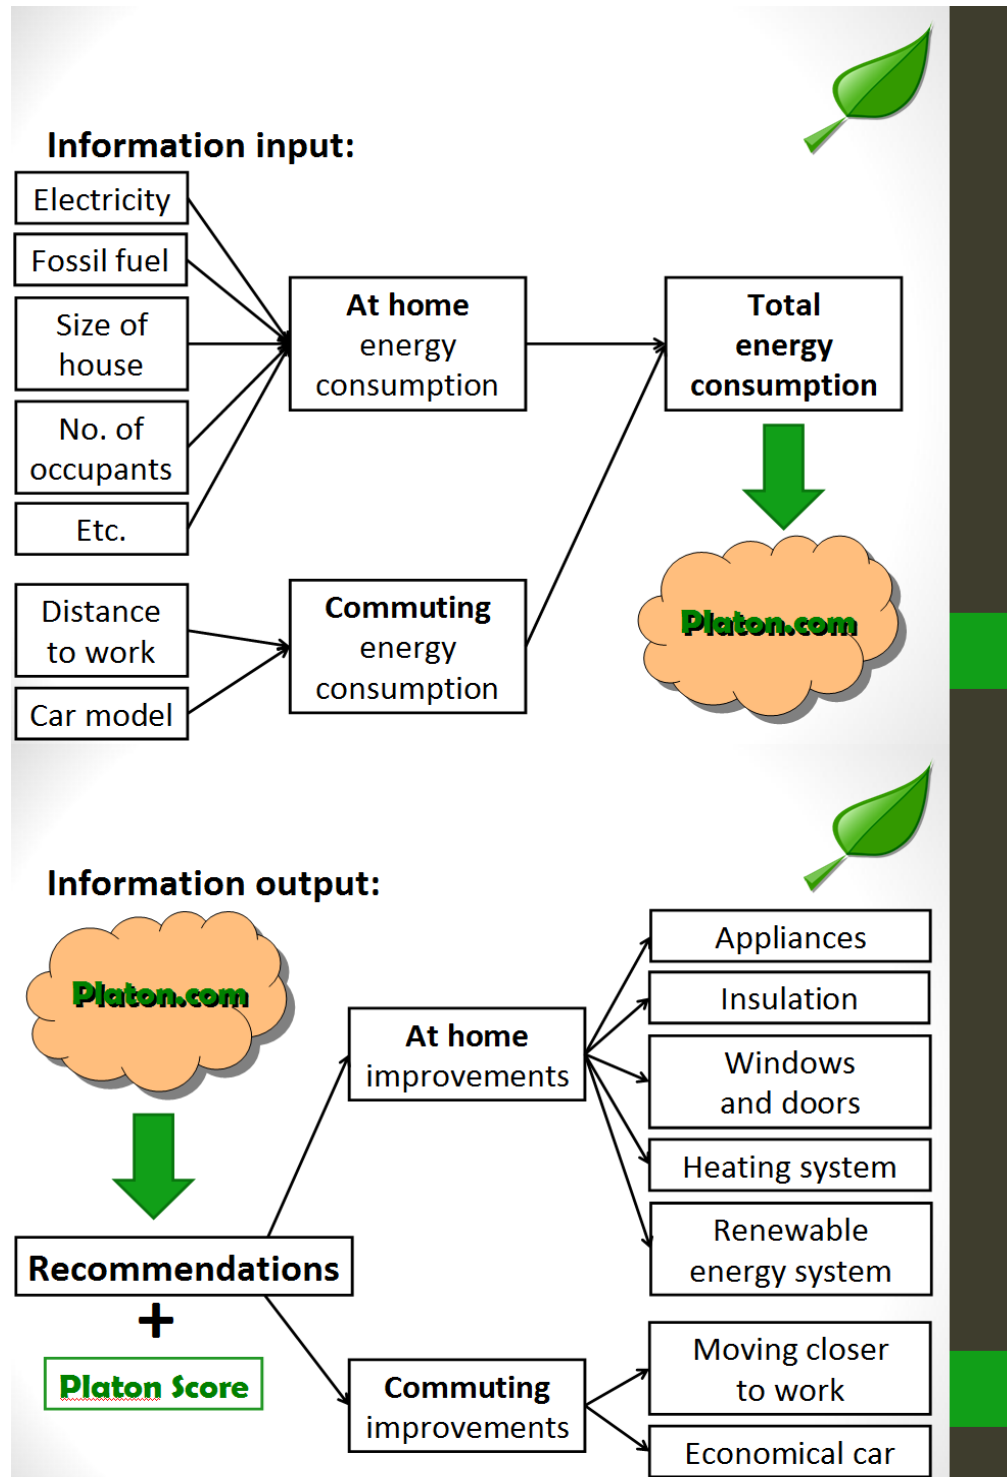 Information input:
Electricity
Fossil fuel
Size of
house
No. of
occupants
Etc.
Distance
to work
Car model
At home
energy
consumption
Commuting
energy
consumption
Total
energy
consumption
Platon.com
Information output:
Platon.com
Recommendations
+
Platon Score
At home
improvements
Commuting
improvements
Appliances
Insulation
Windows
and doors
Heating system
Renewable
energy system
Moving closer
to work
Economical car